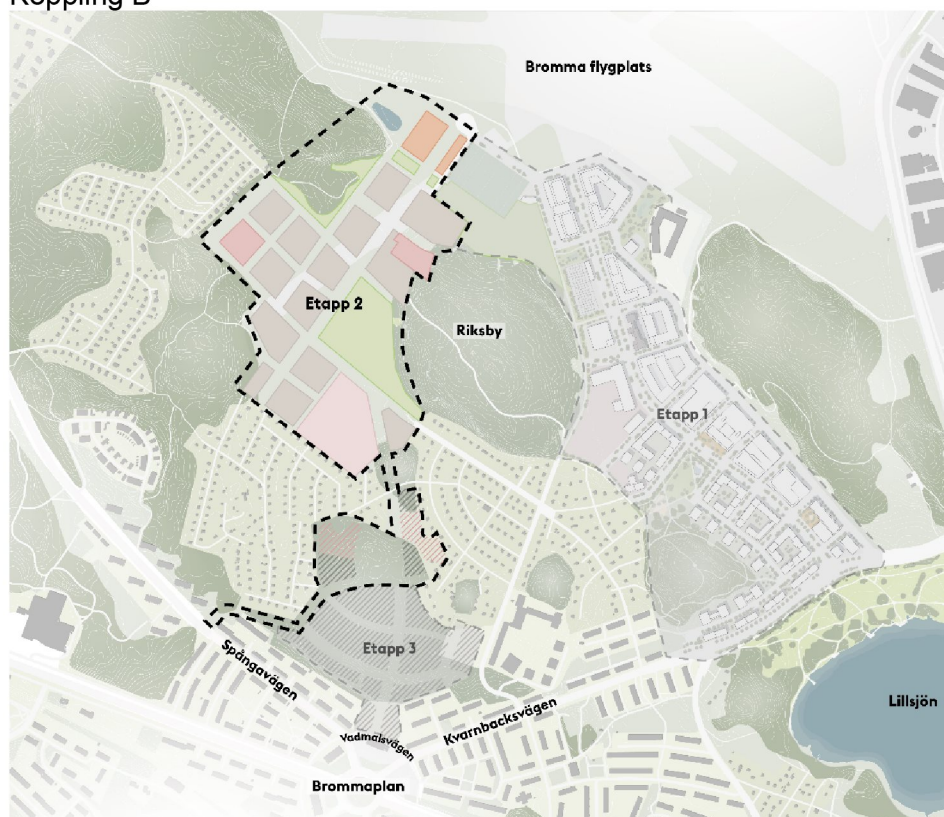 Koppling B
Bromma flygplats
Etapp 2
Riksby
Etapp 1
Etapp 3
Spångavägen
Kvarnbacksvägen
Vadmalsvägen
Lillsjön
Brommaplan